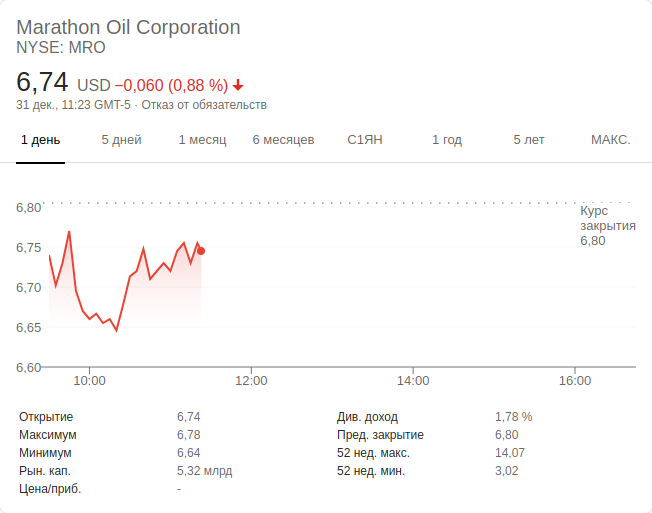 Marathon Oil Corporation
NYSE: MRO
6,74 USD −0,060 (0,88 %)
31 дек., 11:23 GMT-5 · Отказ от обязательств
1 день 5 дней 1 месяц 6 месяцев С1ЯН 1 год 5 лет МАКС.
6,80
Курс
закрытия
6,80
6,75
6,70
6,65
6,60
10:00 12:00 14:00 16:00
Открытие 6,74 Див. доход 1,78 %
Максимум 6,78 Пред. закрытие 6,80
Минимум 6,64 52 нед. макс. 14,07
Рын. кап. 5,32 млрд 52 нед. мин. 3,02
Цена/приб. -